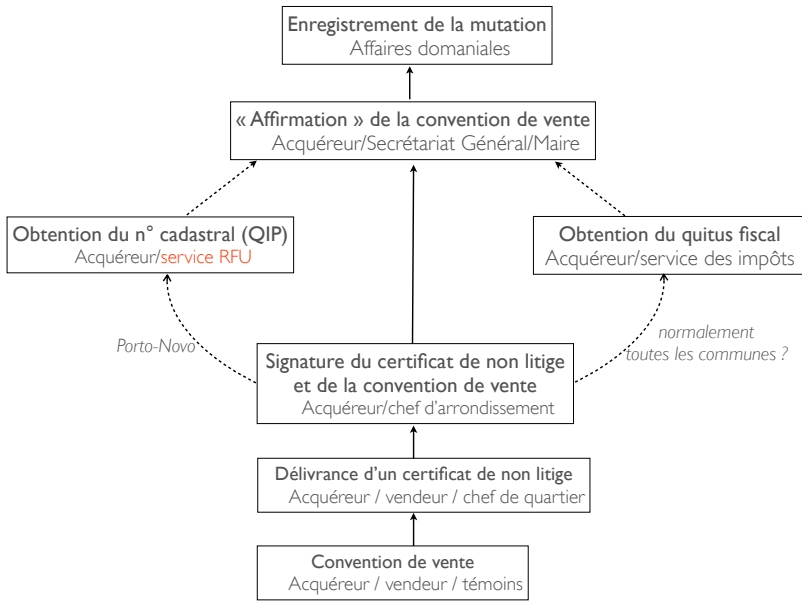 Enregistrement de la mutation
Affaires domaniales
« Affirmation » de la convention de vente
Acquéreur/Secrétariat Général/Maire
Obtention du n° cadastral (QIP)
Acquéreur/service RFU
Obtention du quitus fiscal
Acquéreur/service des impôts
Porto-Novo
normalement
toutes les communes ?
Signature du certificat de non litige
et de la convention de vente
Acquéreur/chef d'arrondissement
Délivrance d'un certificat de non litige
Acquéreur / vendeur / chef de quartier
Convention de vente
Acquéreur / vendeur / témoins